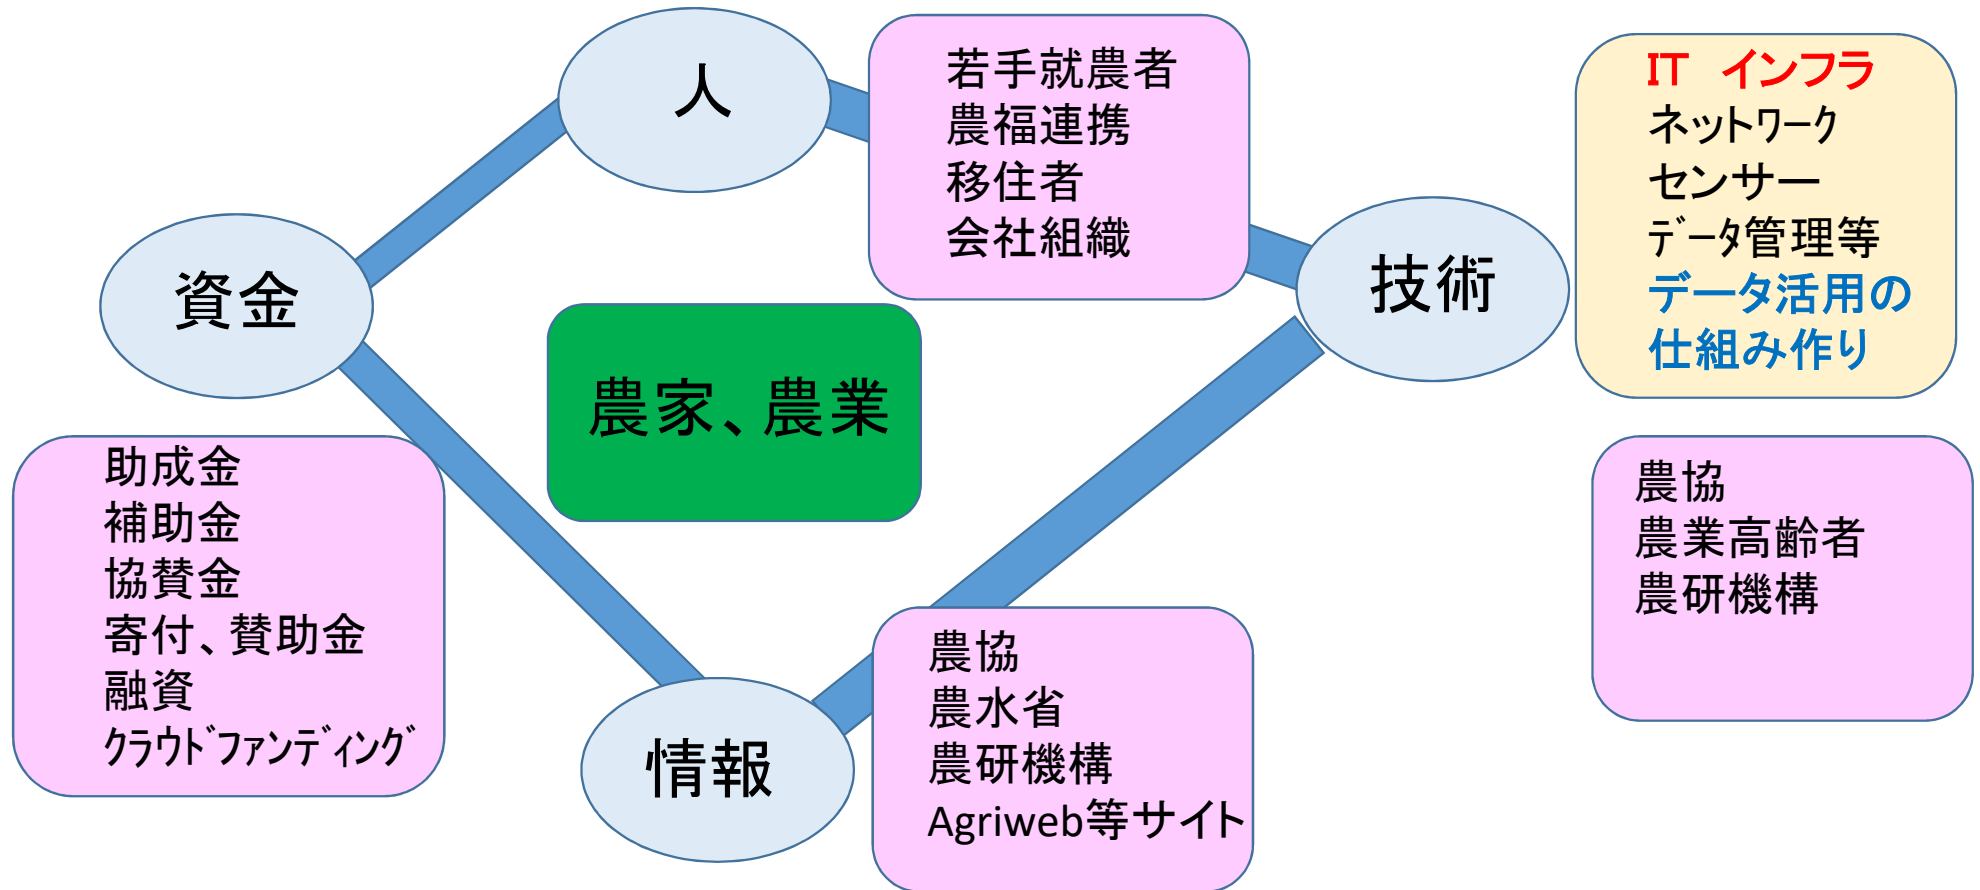 人
若手就農者
農福連携
移住者
会社組織
IT　インフラ
ネットワーク
センサー
ﾃﾞｰﾀ管理等
データ活用の
仕組み作り
資金
技術
農家、農業
助成金
補助金
協賛金
寄付、賛助金
融資
ｸﾗｳﾄﾞﾌｧﾝﾃﾞｨﾝｸﾞ
農協
農業高齢者
農研機構
情報
農協
農水省
農研機構
Agriweb等サイト